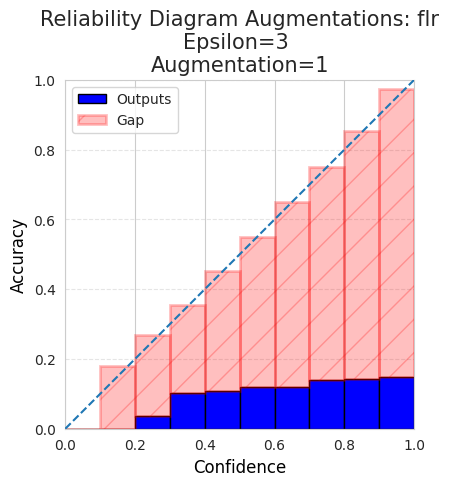 Reliability Diagram Augmentations: flr
Epsilon=3
Augmentation=1
Outputs
Gap
Accuracy
1.0
0.8
0.6
0.4
0.2
0.0
0.0 0.2 0.4 0.6 0.8 1.0
Confidence